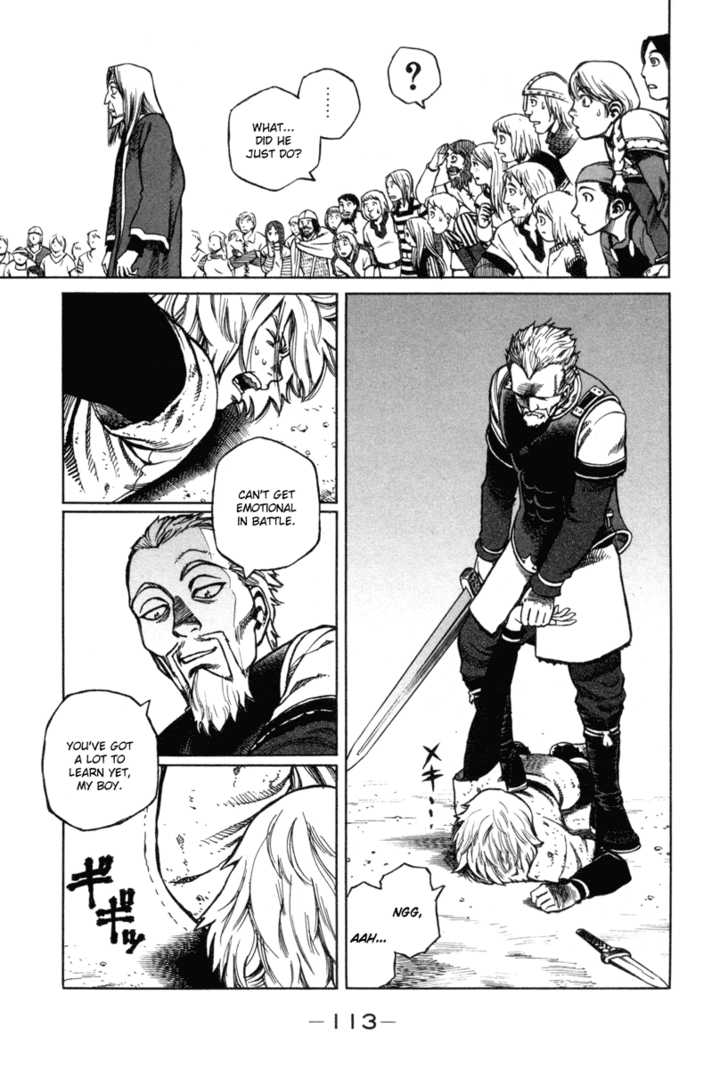 ?
......
WHAT...
DID HE
JUST DO?
メキ...
NGG,
AAH...
CAN'T GET
EMOTIONAL
IN BATTLE.
YOU'VE GOT
A LOT TO
LEARN YET,
MY BOY.
ギギッ
—113—